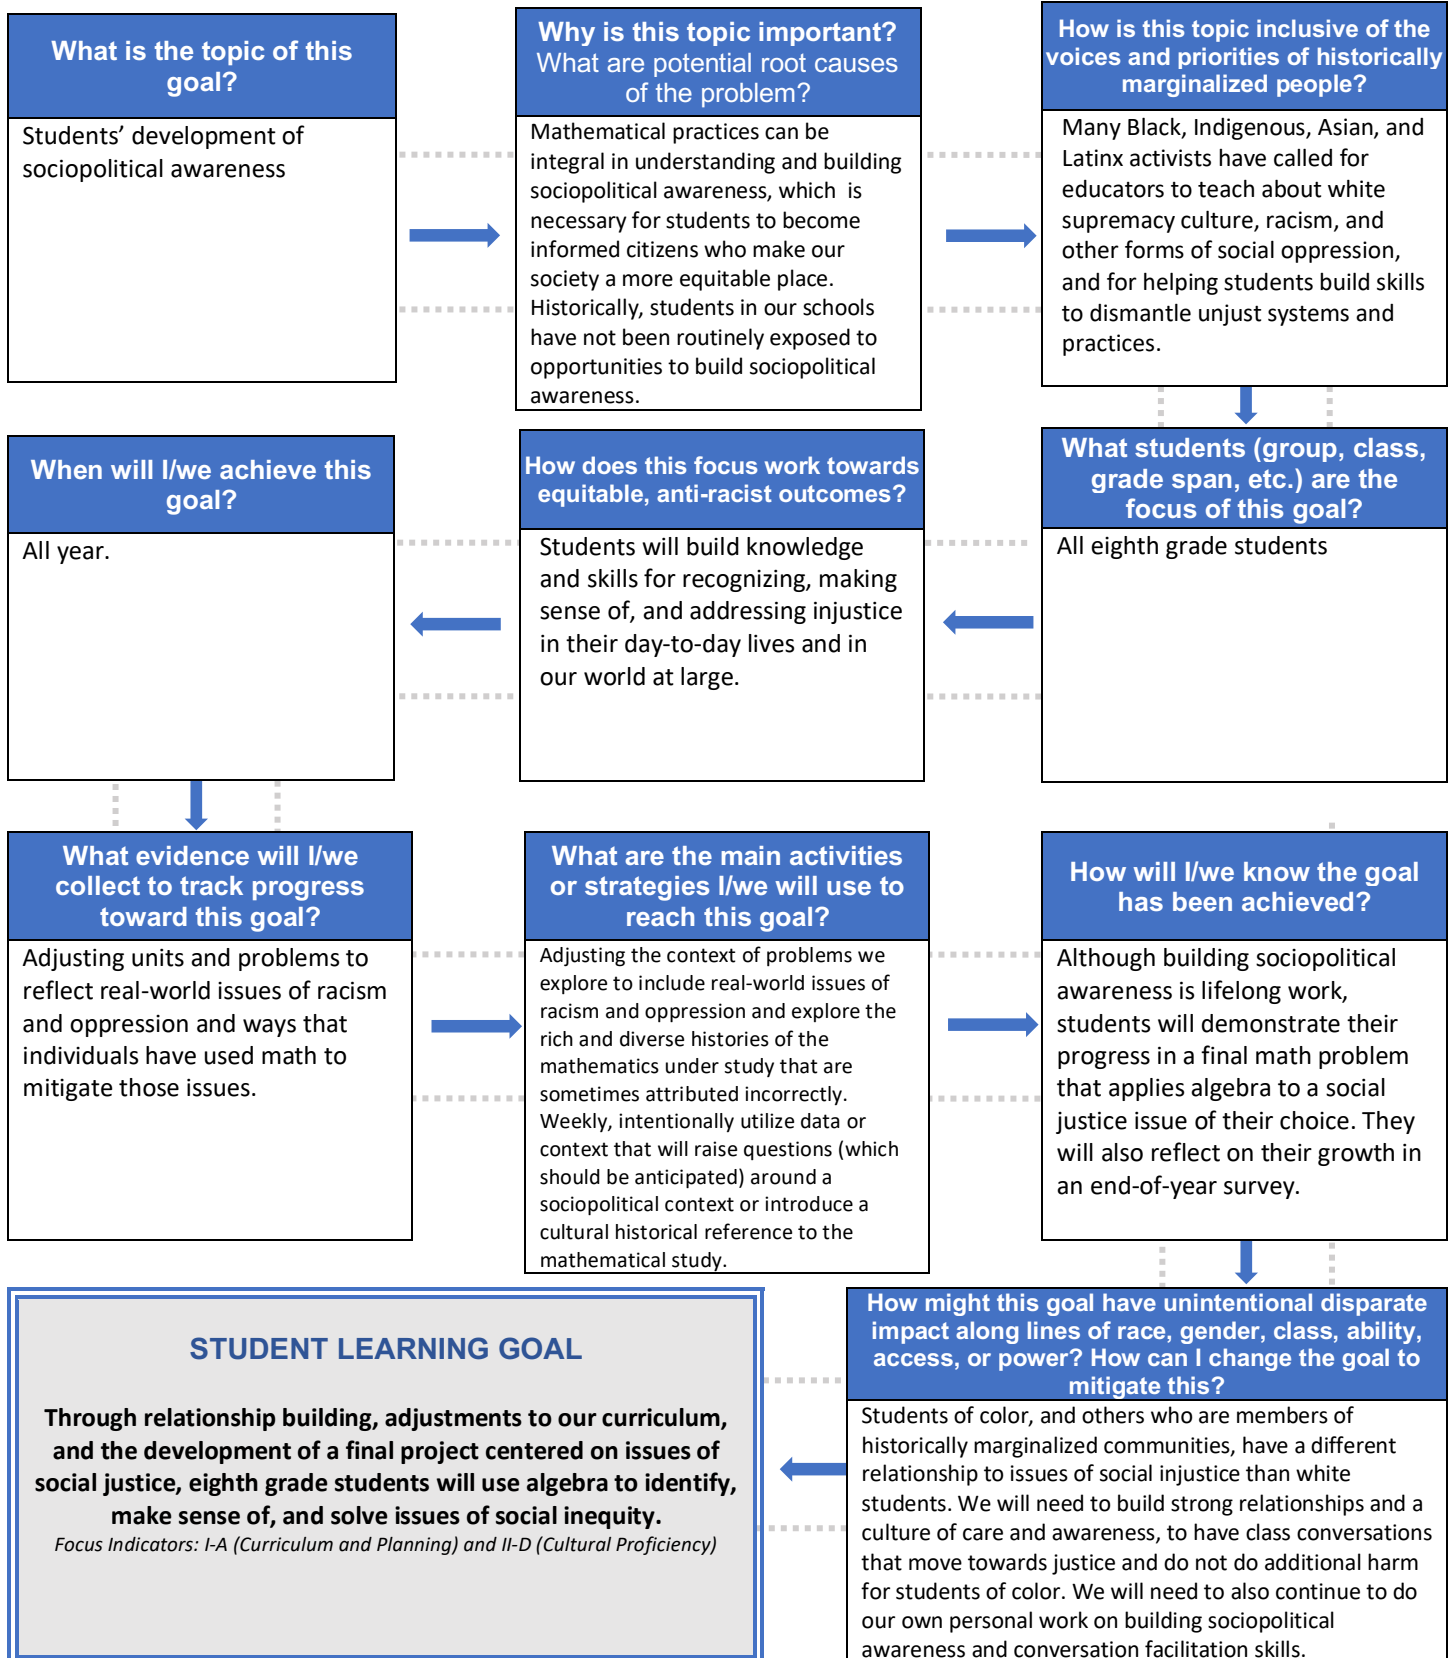 What is the topic of this
goal?
Students’ development of
sociopolitical awareness
Why is this topic important?
What are potential root causes
of the problem?
Mathematical practices can be
integral in understanding and building
sociopolitical awareness, which  is
necessary for students to become
informed citizens who make our
society a more equitable place.
Historically, students in our schools
have not been routinely exposed to
opportunities to build sociopolitical
awareness.
How is this topic inclusive of the
voices and priorities of historically
marginalized people?
Many Black, Indigenous, Asian, and
Latinx activists have called for
educators to teach about white
supremacy culture, racism, and
other forms of social oppression,
and for helping students build skills
to dismantle unjust systems and
practices.
What students (group, class,
grade span, etc.) are the
focus of this goal?
All eighth grade students
How does this focus work towards
equitable, anti-racist outcomes?
Students will build knowledge
and skills for recognizing, making
sense of, and addressing injustice
in their day-to-day lives and in
our world at large.
When will I/we achieve this
goal?
All year.
What evidence will I/we
collect to track progress
toward this goal?
Adjusting units and problems to
reflect real-world issues of racism
and oppression and ways that
individuals have used math to
mitigate those issues.
What are the main activities
or strategies I/we will use to
reach this goal?
Adjusting the context of problems we
explore to include real-world issues of
racism and oppression and explore the
rich and diverse histories of the
mathematics under study that are
sometimes attributed incorrectly.
Weekly, intentionally utilize data or
context that will raise questions (which
should be anticipated) around a
sociopolitical context or introduce a
cultural historical reference to the
mathematical study.
How will I/we know the goal
has been achieved?
Although building sociopolitical
awareness is lifelong work,
students will demonstrate their
progress in a final math problem
that applies algebra to a social
justice issue of their choice. They
will also reflect on their growth in
an end-of-year survey.
How might this goal have unintentional disparate
impact along lines of race, gender, class, ability,
access, or power? How can I change the goal to
mitigate this?
Students of color, and others who are members of
historically marginalized communities, have a different
relationship to issues of social injustice than white
students. We will need to build strong relationships and a
culture of care and awareness, to have class conversations
that move towards justice and do not do additional harm
for students of color. We will need to also continue to do
our own personal work on building sociopolitical
awareness and conversation facilitation skills.
STUDENT LEARNING GOAL
Through relationship building, adjustments to our curriculum,
and the development of a final project centered on issues of
social justice, eighth grade students will use algebra to identify,
make sense of, and solve issues of social inequity.
Focus Indicators: I-A (Curriculum and Planning) and II-D (Cultural Proficiency)